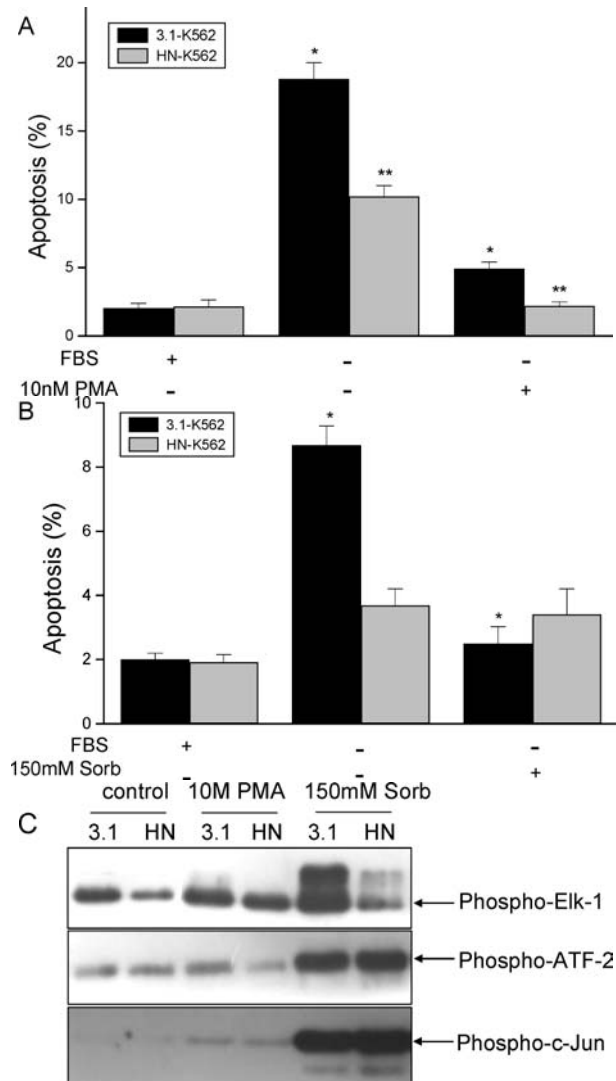 A
3.1-K562
HN-K562
Apoptosis (%)
20
15
10
5
0
*
**
*
**
FBS + - -
10nM PMA - - +
B
3.1-K562
HN-K562
Apoptosis (%)
10
8
6
4
2
0
*
*
FBS + - -
150mM Sorb - - +
control 10M PMA 150mM Sorb
C
3.1 HN 3.1 HN 3.1 HN
Phospho-Elk-1
Phospho-ATF-2
Phospho-c-Jun